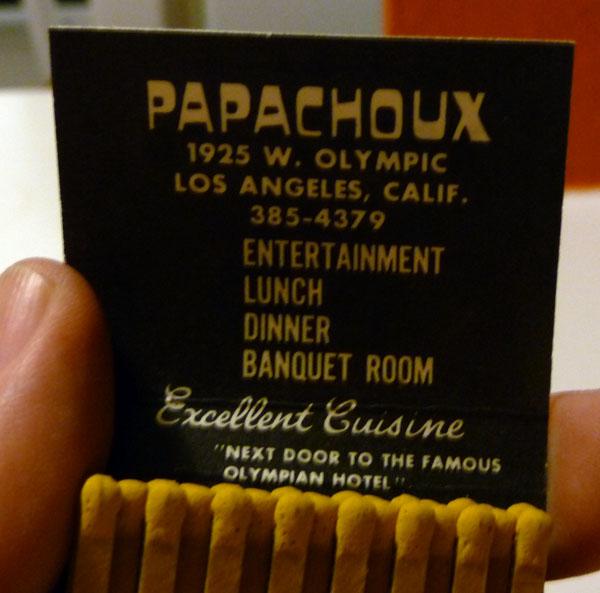 PAPACHOUX
1925 W. OLYMPIC
LOS ANGELES, CALIF.
385-4379
ENTERTAINMENT
LUNCH
DINNER
BANQUET ROOM
Excellent Cuisine
"NEXT DOOR TO THE FAMOUS
OLYMPIAN HOTEL"